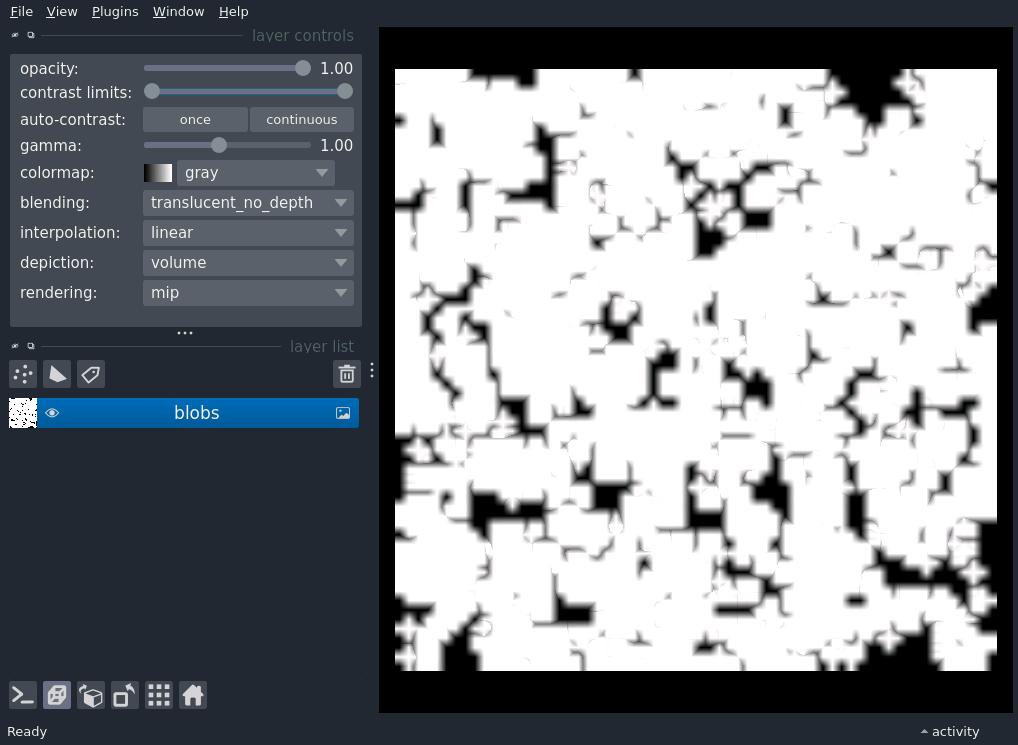 File View Plugins Window Help
layer controls
opacity: 1.00
contrast limits:
auto-contrast: once continuous
gamma: 1.00
colormap: gray
blending: translucent_no_depth
interpolation: linear
depiction: volume
rendering: mip
layer list
blobs
Ready activity